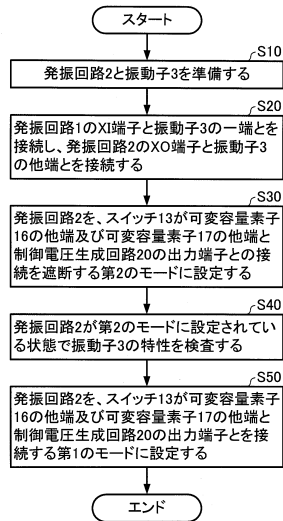 スタート
S10
発振回路2と振動子3を準備する
S20
発振回路1のXI端子と振動子3の一端とを
接続し、発振回路2のXO端子と振動子3
の他端とを接続する
S30
発振回路2を、スイッチ13が可変容量素子
16の他端及び可変容量素子17の他端と
制御電圧生成回路20の出力端子との接
続を遮断する第2のモードに設定する
S40
発振回路2が第2のモードに設定されてい
る状態で振動子3の特性を検査する
S50
発振回路2を、スイッチ13が可変容量素子
16の他端及び可変容量素子17の他端と
制御電圧生成回路20の出力端子とを接
続する第1のモードに設定する
エンド